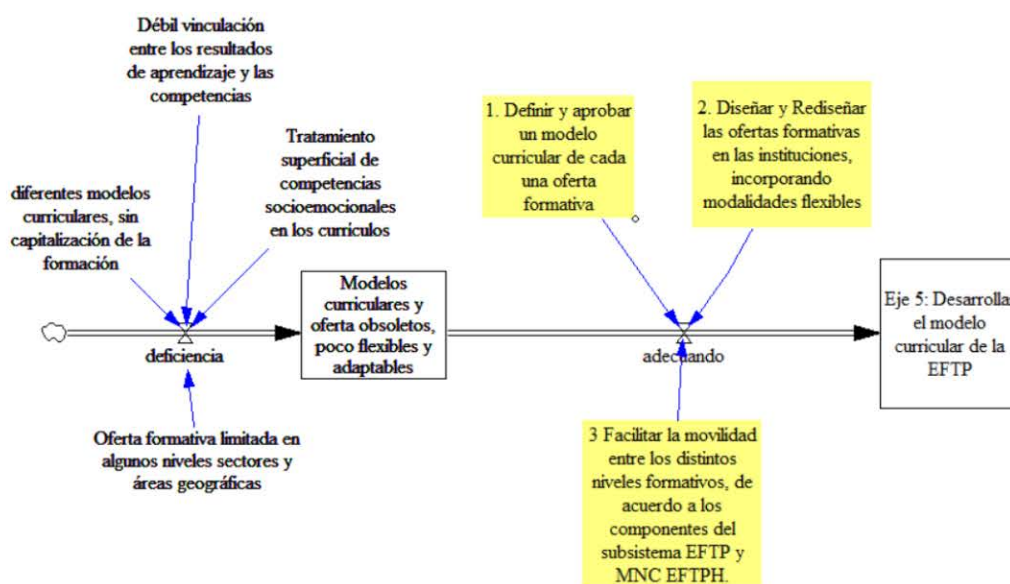 Débil vinculación
entre los resultados
de aprendizaje y las
competencias
Tratamiento
superficial de
competencias
socioemocionales
en los currículos
diferentes modelos
curriculares, sin
capitalización de la
formación
deficiencia
Oferta formativa limitada en
algunos niveles sectores y
áreas geográficas
Modelos
curriculares y
oferta obsoletos,
poco flexibles y
adaptables
1. Definir y aprobar
un modelo
curricular de cada
una oferta
formativa
2. Diseñar y Rediseñar
las ofertas formativas
en las instituciones,
incorporando
modalidades flexibles
adecuando
3 Facilitar la movilidad
entre los distintos
niveles formativos, de
acuerdo a los
componentes del
subsistema EFTP y
MNC EFTPH.
Eje 5: Desarrolla
el modelo
curricular de la
EFTP